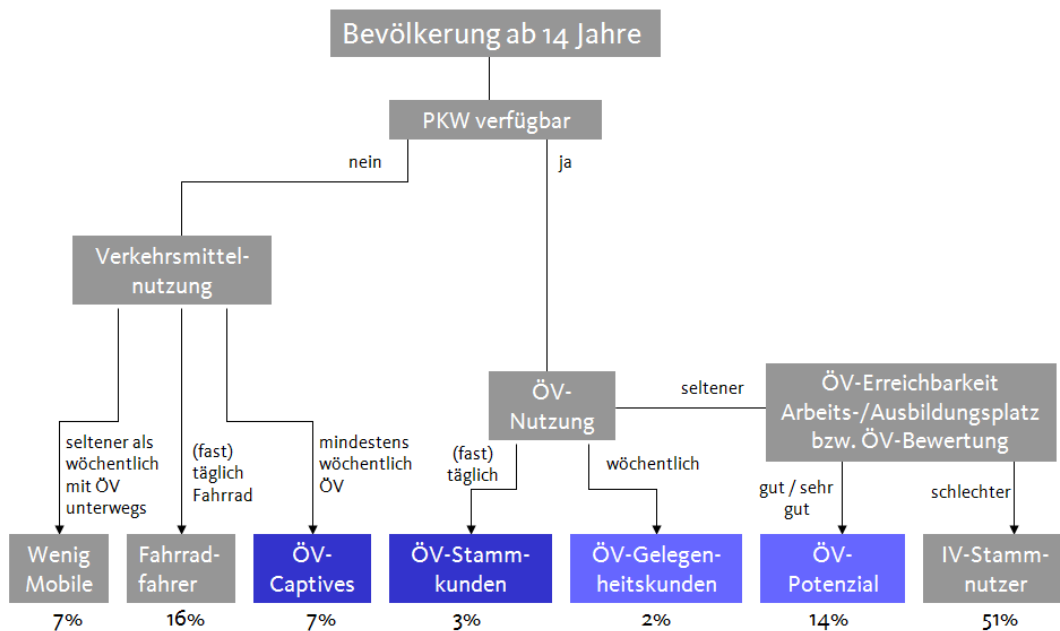 Bevölkerung ab 14 Jahre
PKW verfügbar
nein
ja
Verkehrsmittel-
nutzung
ÖV-
Nutzung
seltener
ÖV-Erreichbarkeit
Arbeits-/Ausbildungsplatz
bzw. ÖV-Bewertung
seltener als
wöchentlich
mit ÖV
unterwegs
(fast)
täglich
Fahrrad
mindestens
wöchentlich
ÖV
(fast)
täglich
wöchentlich
gut / sehr
gut
schlechter
Wenig
Mobile
Fahrrad-
fahrer
ÖV-
Captives
ÖV-Stamm-
kunden
ÖV-Gelegen-
heitskunden
ÖV-
Potenzial
IV-Stamm-
nutzer
7%
16%
7%
3%
2%
14%
51%